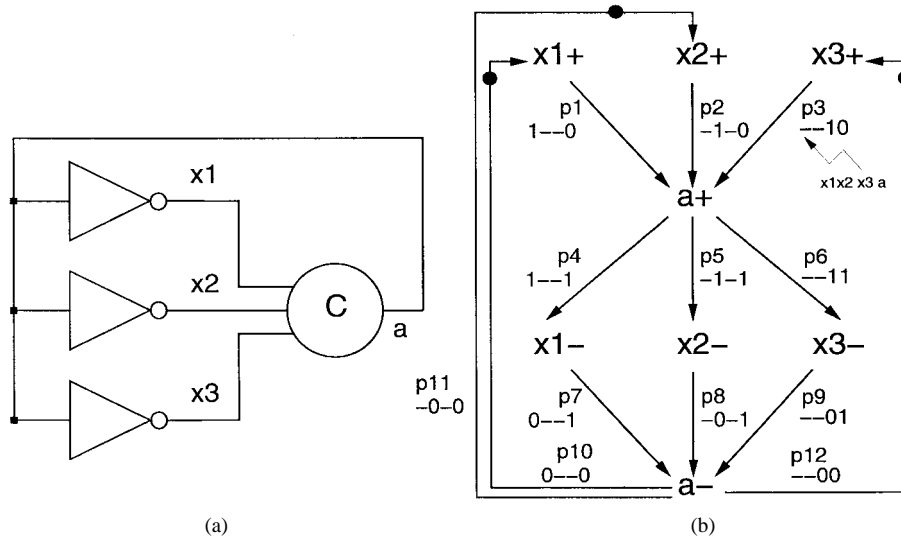 x1
x2
x3
C
a
(a)
x1+ x2+ x3+
p1 p2 p3
1––0 –1–0 ––10
x1x2 x3 a
a+
p4 p5 p6
1––1 –1–1 ––11
x1– x2– x3–
p11
–0–0
p7 p8 p9
0––1 –0–1 ––01
p10 p12
0––0 ––00
a–
(b)